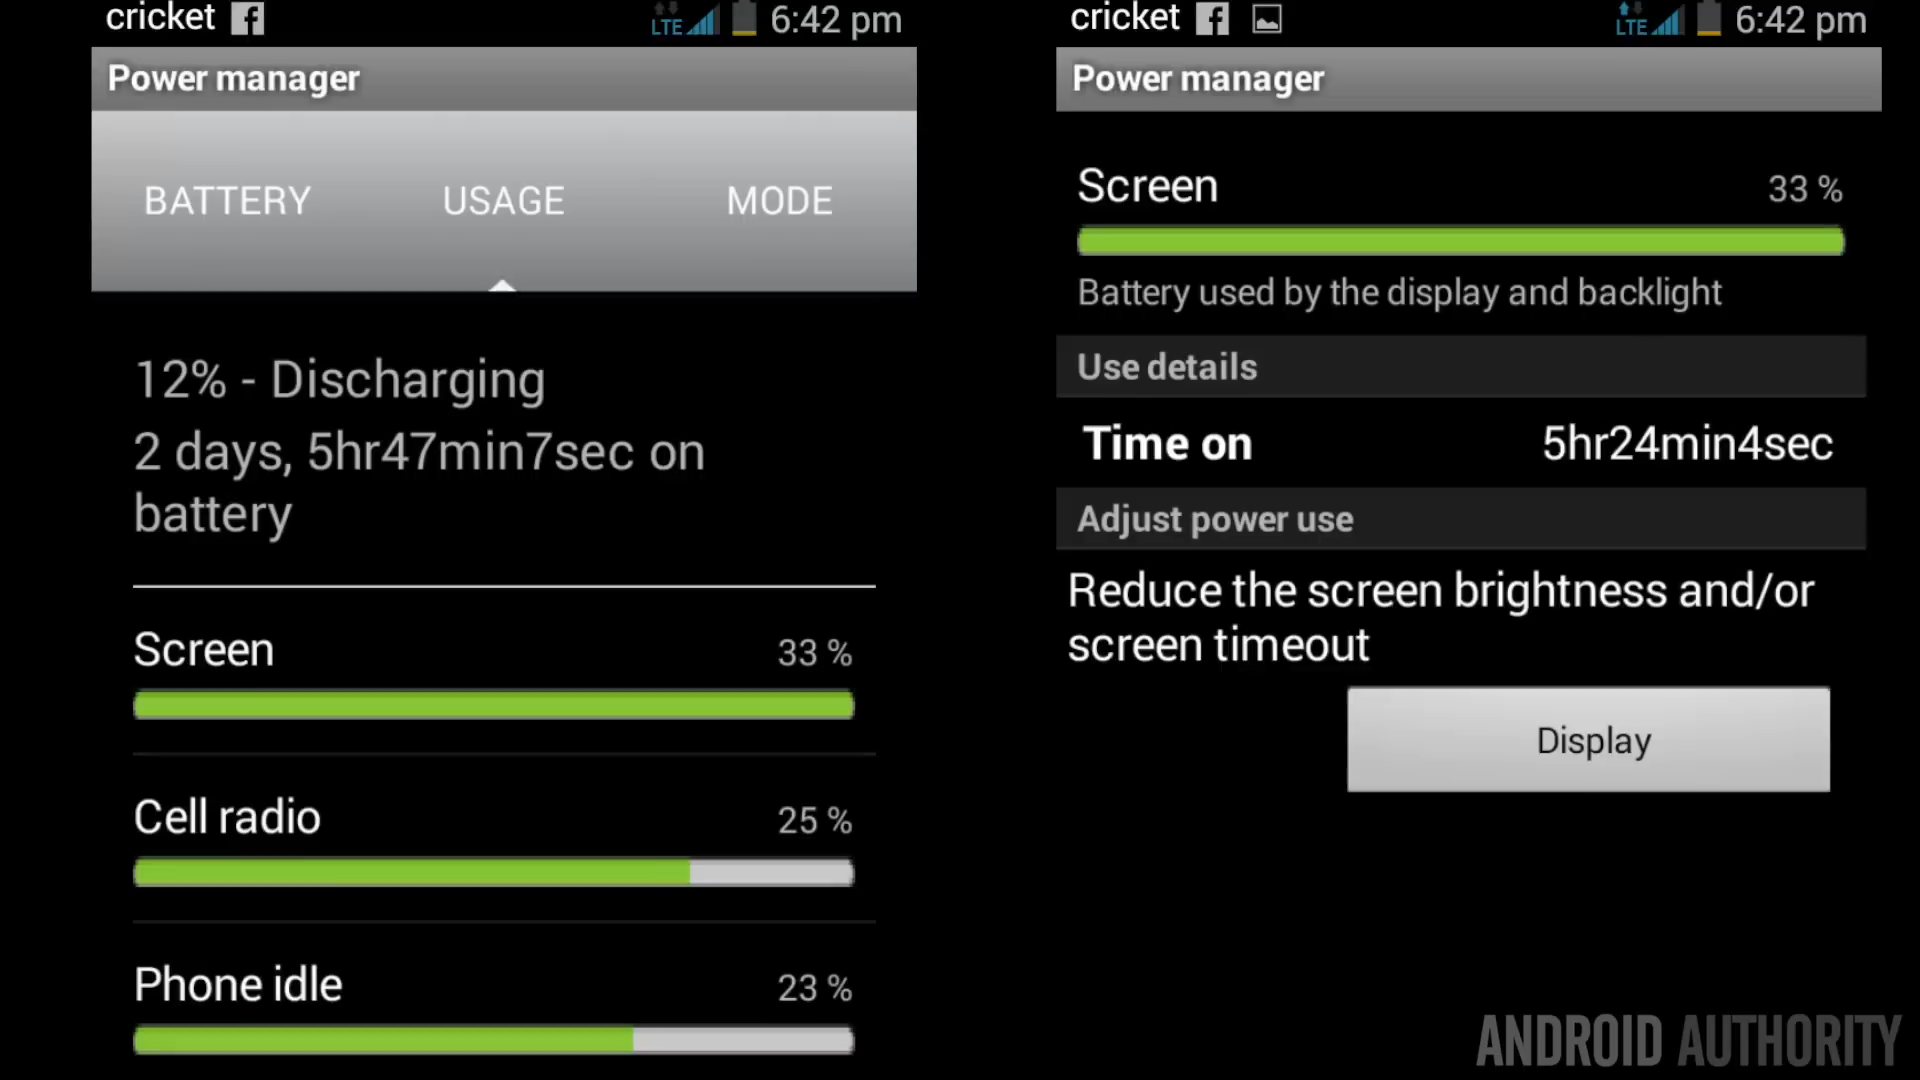 cricket
LTE 6:42 pm
Power manager
BATTERY USAGE MODE
12% - Discharging
2 days, 5hr47min7sec on
battery
Screen 33 %
Cell radio 25 %
Phone idle 23 %
cricket
LTE 6:42 pm
Power manager
Screen 33 %
Battery used by the display and backlight
Use details
Time on 5hr24min4sec
Adjust power use
Reduce the screen brightness and/or
screen timeout
Display
ANDROID AUTHORITY